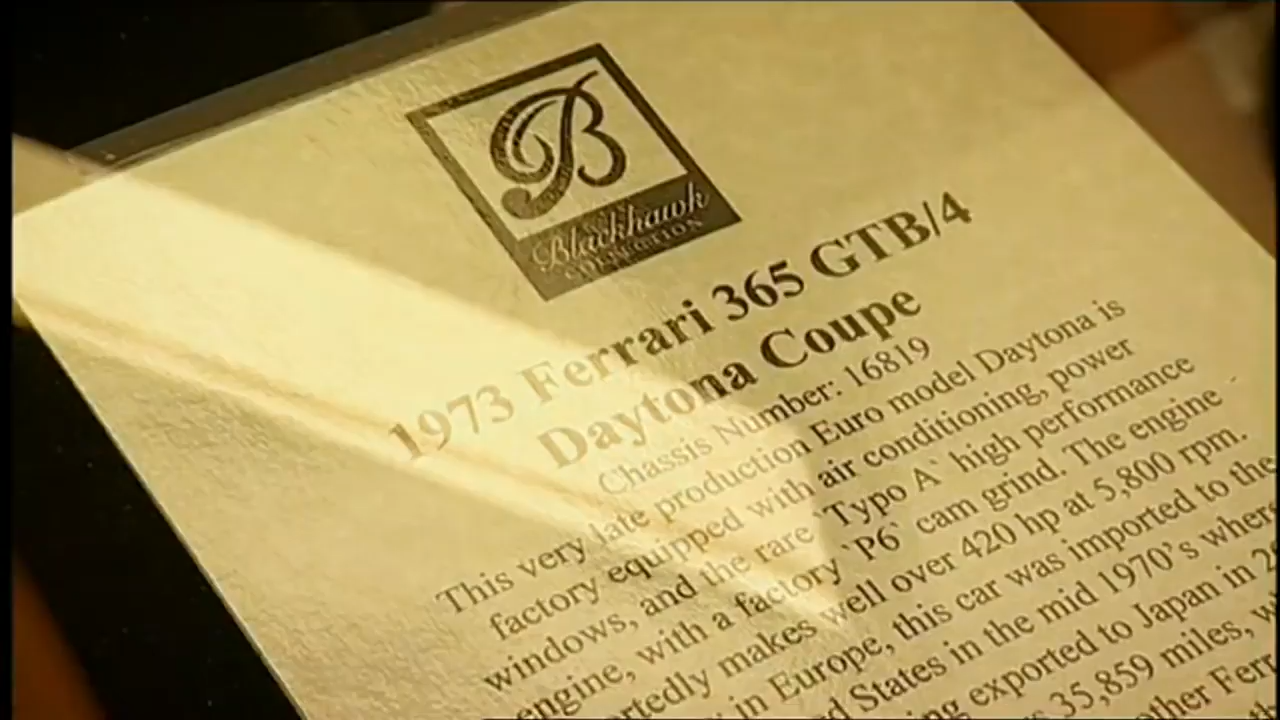 B
Blackhawk
COLLECTION
1973 Ferrari 365 GTB/4
Daytona Coupe
Chassis Number: 16819
This very late production Euro model Daytona is
factory equipped with air conditioning, power
windows, and the rare `Typo A` high performance
engine, with a factory `P6` cam grind. The engine
makes well over 420 hp at 5,800 rpm.
in Europe, this car was imported to the
States in the mid 1970's
exported to Japan in
35,859 miles,